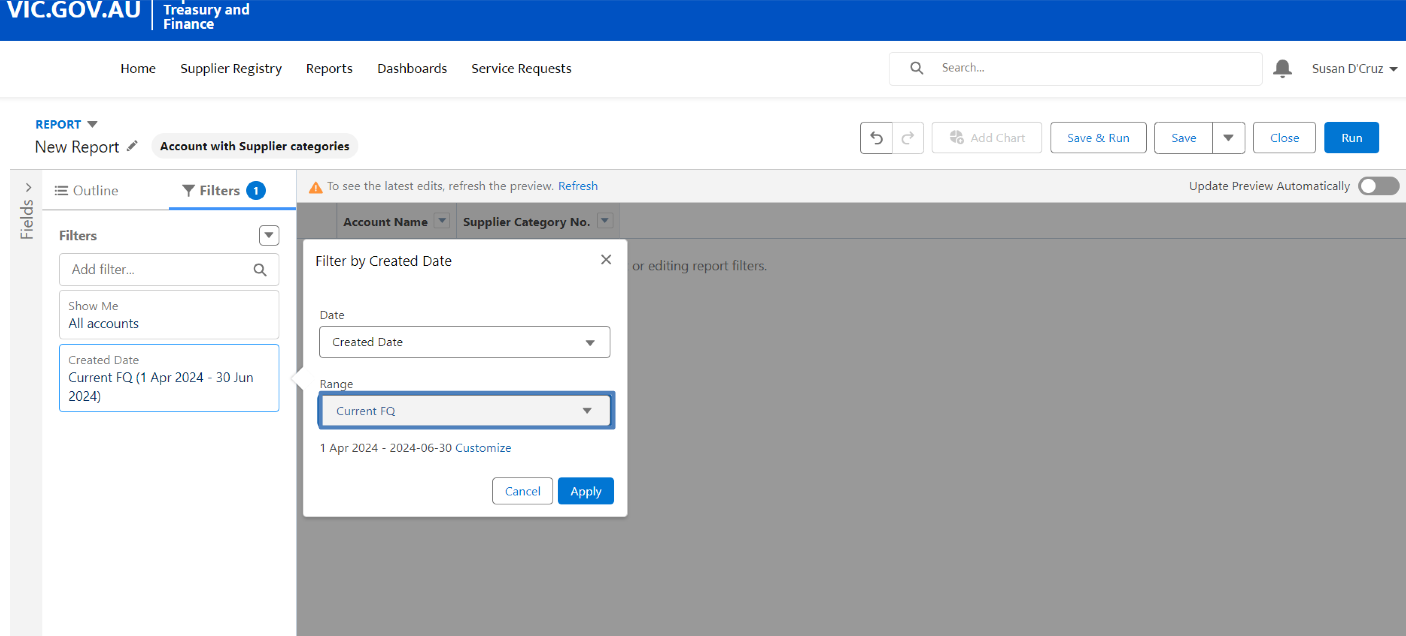 VIC.GOV.AU
Treasury and
Finance
Home Supplier Registry Reports Dashboards Service Requests
Search...
Susan D'Cruz
REPORT
New Report Account with Supplier categories
Add Chart Save & Run Save Close Run
Fields
Outline Filters 1
To see the latest edits, refresh the preview. Refresh
Update Preview Automatically
Filters
Add filter...
Show Me
All accounts
Created Date
Current FQ (1 Apr 2024 - 30 Jun
2024)
Account Name Supplier Category No.
or editing report filters.
Filter by Created Date
Date
Created Date
Range
Current FQ
1 Apr 2024 - 2024-06-30 Customize
Cancel Apply